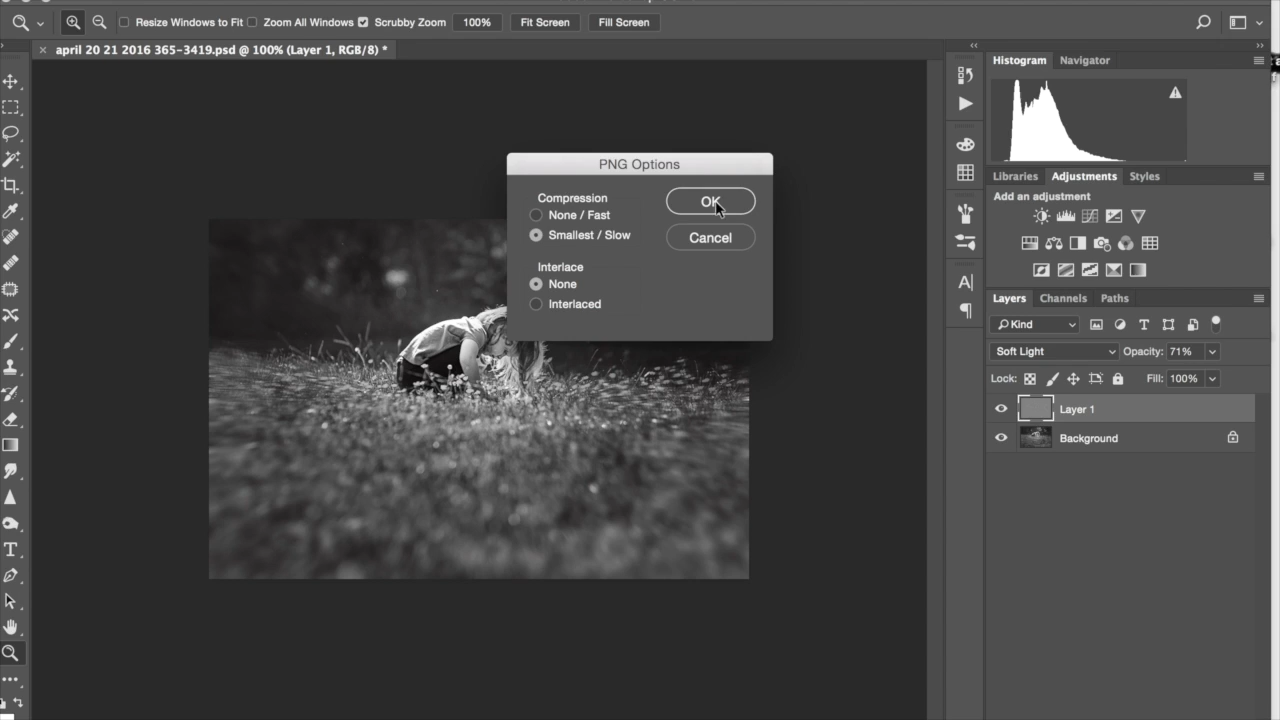 Resize Windows to Fit Zoom All Windows Scrubby Zoom 100% Fit Screen Fill Screen
× april 20 21 2016 365-3419.psd @ 100% (Layer 1, RGB/8) *
Histogram Navigator
PNG Options
Compression
None / Fast
Smallest / Slow
OK
Cancel
Interlace
None
Interlaced
Libraries Adjustments Styles
Add an adjustment
Layers Channels Paths
Kind
Soft Light Opacity: 71%
Lock: Fill: 100%
Layer 1
Background